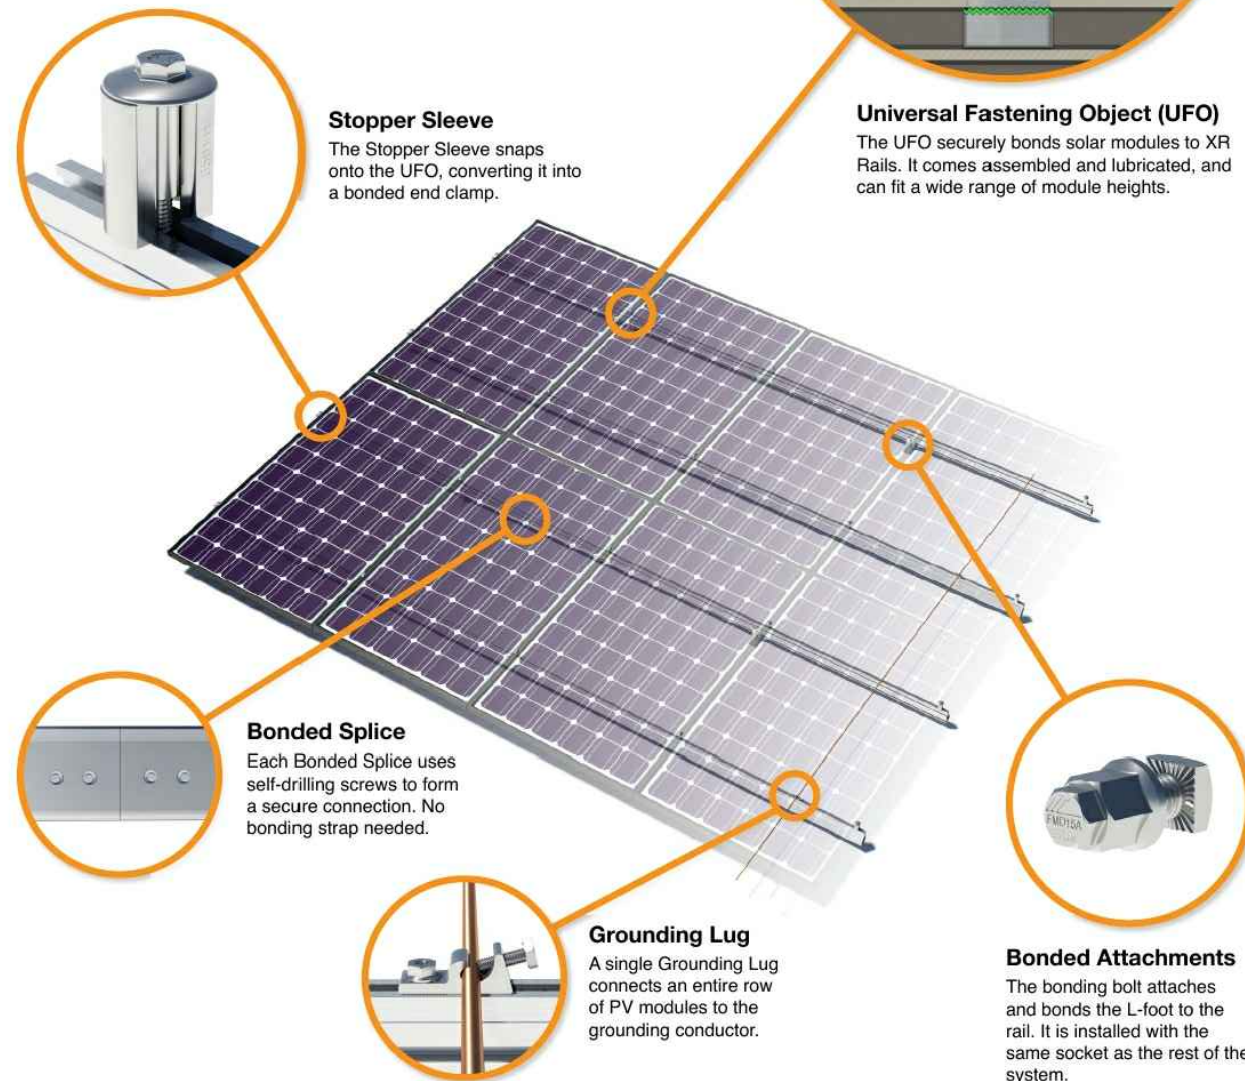 Stopper Sleeve
The Stopper Sleeve snaps
onto the UFO, converting it into
a bonded end clamp.
Universal Fastening Object (UFO)
The UFO securely bonds solar modules to XR
Rails. It comes assembled and lubricated, and
can fit a wide range of module heights.
Bonded Splice
Each Bonded Splice uses
self-drilling screws to form
a secure connection. No
bonding strap needed.
Grounding Lug
A single Grounding Lug
connects an entire row
of PV modules to the
grounding conductor.
Bonded Attachments
The bonding bolt attaches
and bonds the L-foot to the
rail. It is installed with the
same socket as the rest of the
system.